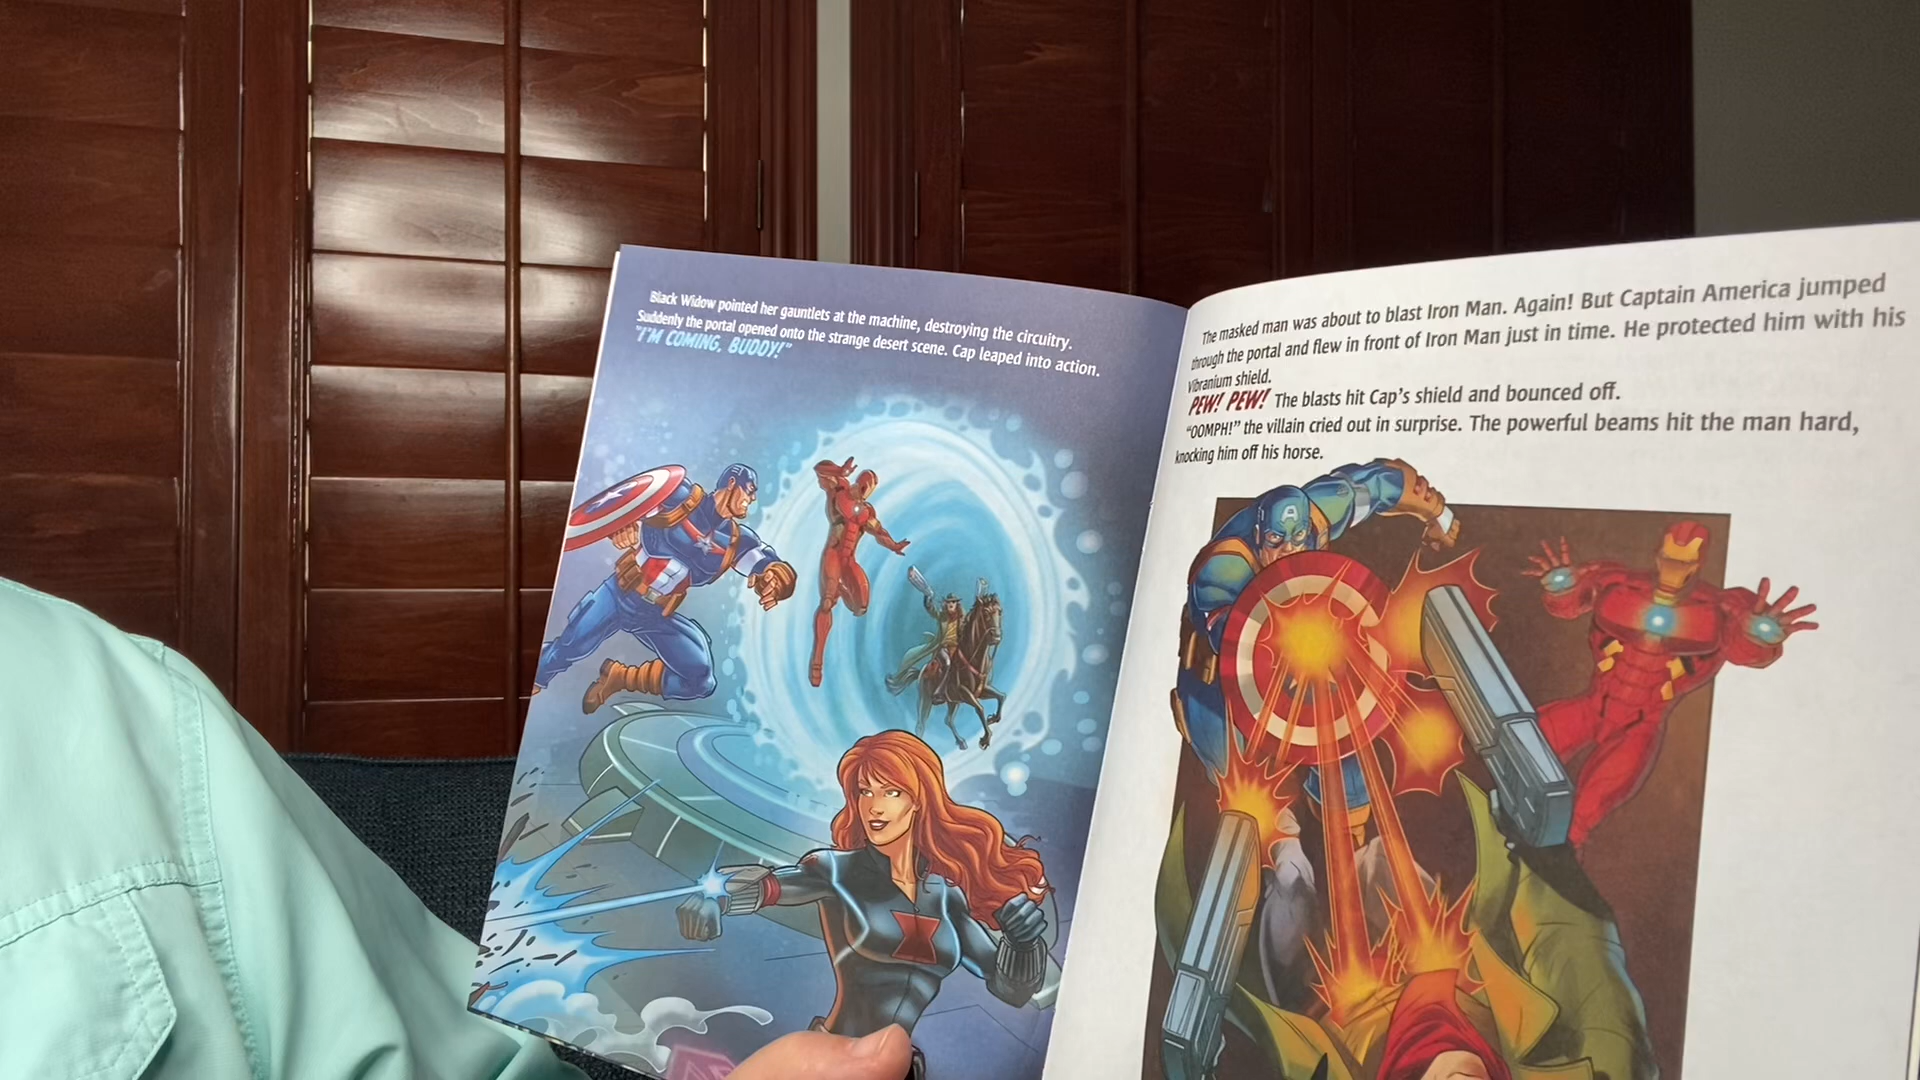 Black Widow pointed her gauntlets at the machine, destroying the circuitry.
Suddenly the portal opened onto the strange desert scene. Cap leaped into action.
"I'M COMING, BUDDY!"
The masked man was about to blast Iron Man. Again! But Captain America jumped
through the portal and flew in front of Iron Man just in time. He protected him with his
Vibranium shield.
PEW! PEW! The blasts hit Cap's shield and bounced off.
"OOMPH!" the villain cried out in surprise. The powerful beams hit the man hard,
knocking him off his horse.
A